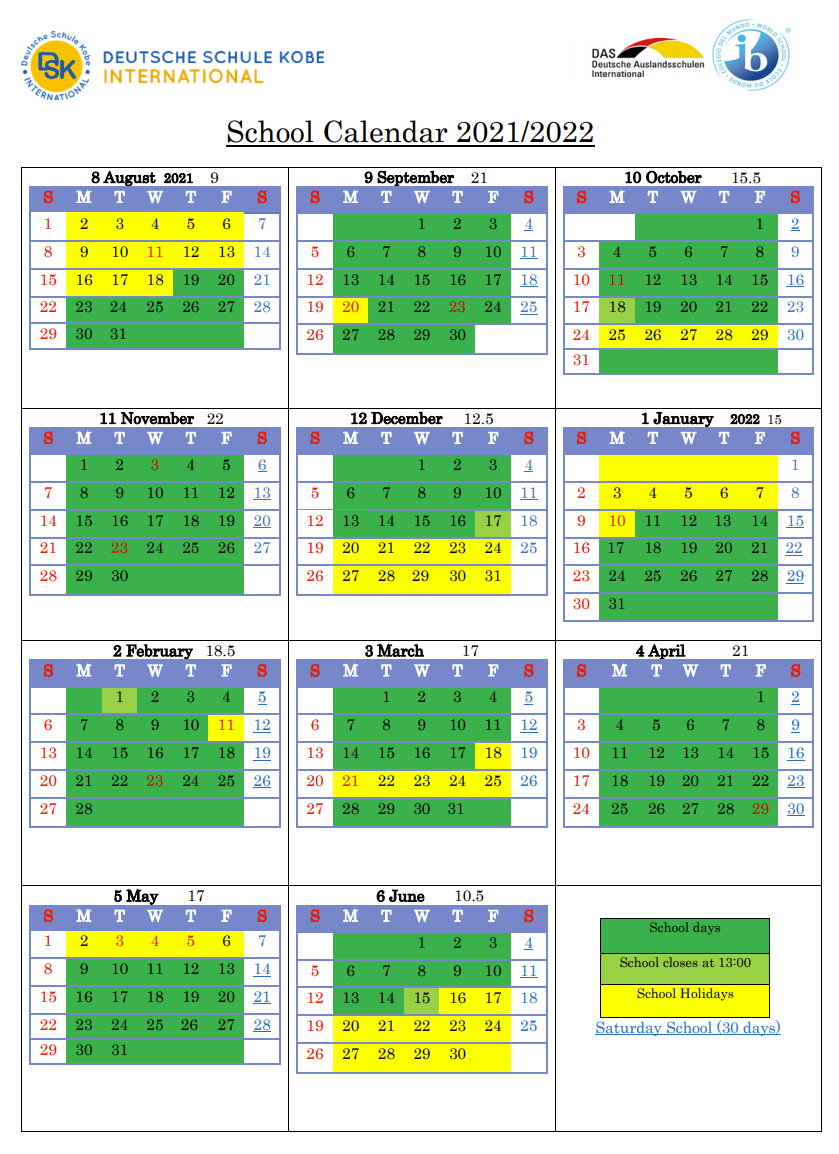 Deutsche Schule Kobe
DSK
INTERNATIONAL
DEUTSCHE SCHULE KOBE
INTERNATIONAL
DAS
Deutsche Auslandsschulen
International
WORLD SCHOOL · ECOLE DU MONDE · COLEGIO DEL MUNDO ·
ib
®
School Calendar 2021/2022
8 August 2021 9
S M T W T F S
1 2 3 4 5 6 7
8 9 10 11 12 13 14
15 16 17 18 19 20 21
22 23 24 25 26 27 28
29 30 31
9 September 21
S M T W T F S
1 2 3 4
5 6 7 8 9 10 11
12 13 14 15 16 17 18
19 20 21 22 23 24 25
26 27 28 29 30
10 October 15.5
S M T W T F S
1 2
3 4 5 6 7 8 9
10 11 12 13 14 15 16
17 18 19 20 21 22 23
24 25 26 27 28 29 30
31
11 November 22
S M T W T F S
1 2 3 4 5 6
7 8 9 10 11 12 13
14 15 16 17 18 19 20
21 22 23 24 25 26 27
28 29 30
12 December 12.5
S M T W T F S
1 2 3 4
5 6 7 8 9 10 11
12 13 14 15 16 17 18
19 20 21 22 23 24 25
26 27 28 29 30 31
1 January 2022 15
S M T W T F S
1
2 3 4 5 6 7 8
9 10 11 12 13 14 15
16 17 18 19 20 21 22
23 24 25 26 27 28 29
30 31
2 February 18.5
S M T W T F S
1 2 3 4 5
6 7 8 9 10 11 12
13 14 15 16 17 18 19
20 21 22 23 24 25 26
27 28
3 March 17
S M T W T F S
1 2 3 4 5
6 7 8 9 10 11 12
13 14 15 16 17 18 19
20 21 22 23 24 25 26
27 28 29 30 31
4 April 21
S M T W T F S
1 2
3 4 5 6 7 8 9
10 11 12 13 14 15 16
17 18 19 20 21 22 23
24 25 26 27 28 29 30
5 May 17
S M T W T F S
1 2 3 4 5 6 7
8 9 10 11 12 13 14
15 16 17 18 19 20 21
22 23 24 25 26 27 28
29 30 31
6 June 10.5
S M T W T F S
1 2 3 4
5 6 7 8 9 10 11
12 13 14 15 16 17 18
19 20 21 22 23 24 25
26 27 28 29 30
School days
School closes at 13:00
School Holidays
Saturday School (30 days)